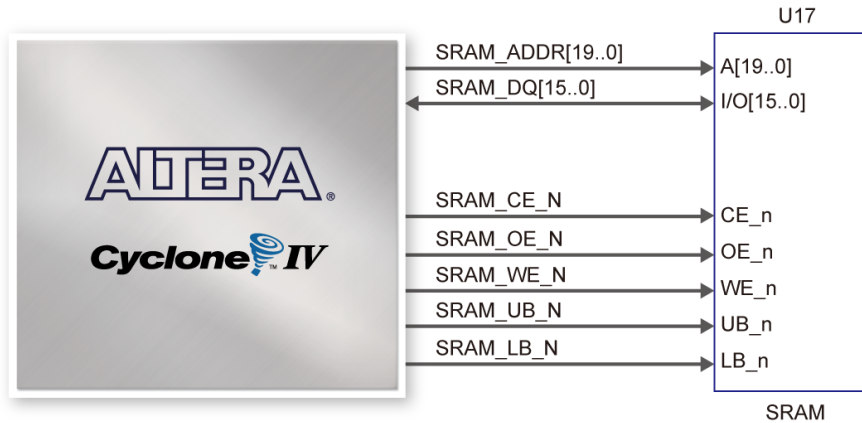 U17
SRAM_ADDR[19..0]
A[19..0]
SRAM_DQ[15..0]
I/O[15..0]
ALTERA®
Cyclone™ IV
SRAM_CE_N
CE_n
SRAM_OE_N
OE_n
SRAM_WE_N
WE_n
SRAM_UB_N
UB_n
SRAM_LB_N
LB_n
SRAM